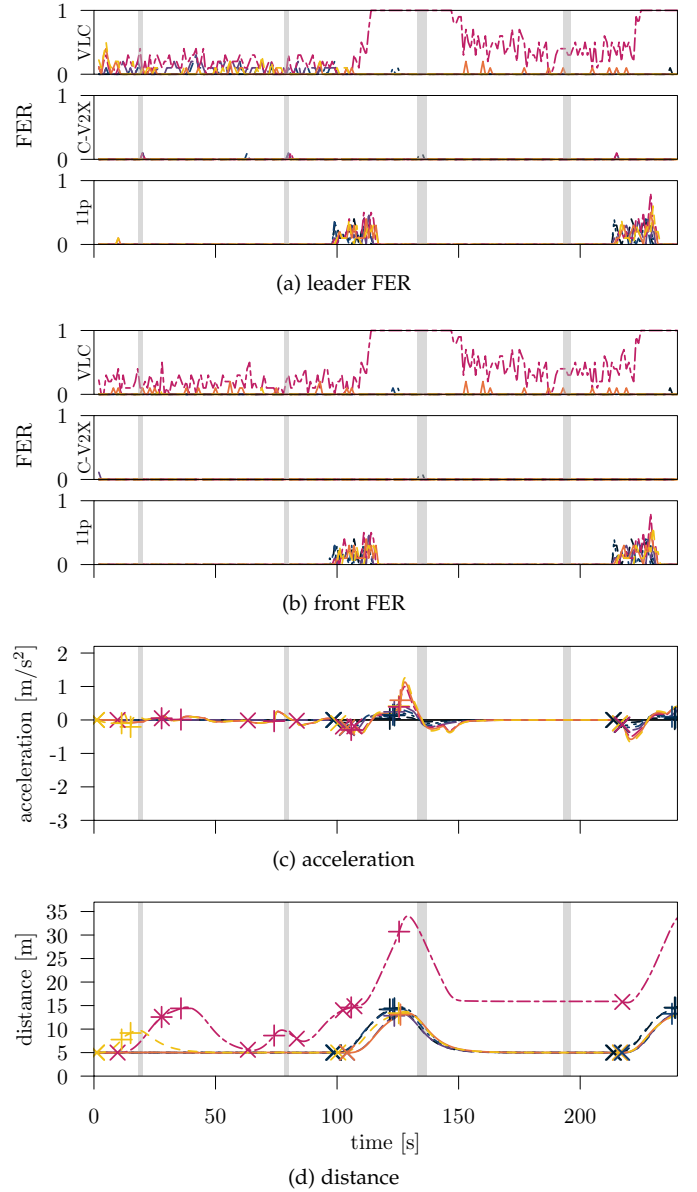 1
VLC
0
1
FER
C-V2X
0
1
11p
0
(a) leader FER
1
VLC
0
1
FER
C-V2X
0
1
11p
0
(b) front FER
acceleration [m/s²]
2
1
0
-1
-2
-3
(c) acceleration
distance [m]
35
30
25
20
15
10
5
0
0 50 100 150 200
time [s]
(d) distance